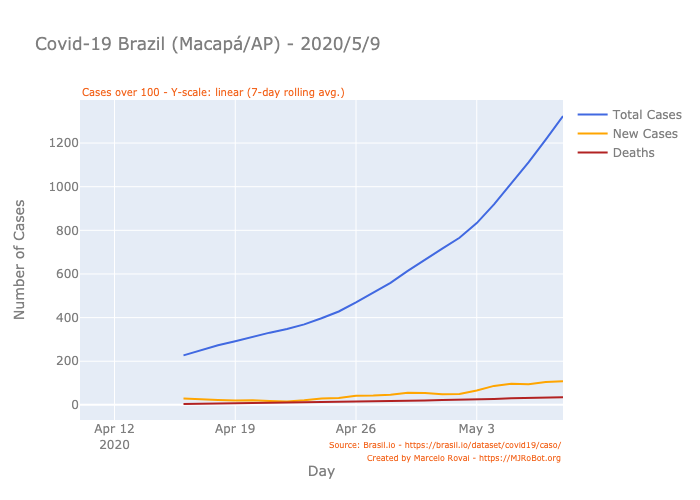 Covid-19 Brazil (Macapá/AP) - 2020/5/9
Cases over 100 - Y-scale: linear (7-day rolling avg.)
Total Cases
New Cases
Deaths
Number of Cases
1200
1000
800
600
400
200
0
Apr 12
2020
Apr 19
Apr 26
May 3
Source: Brasil.io - https://brasil.io/dataset/covid19/caso/
Created by Marcelo Rovai - https://MJRoBot.org
Day